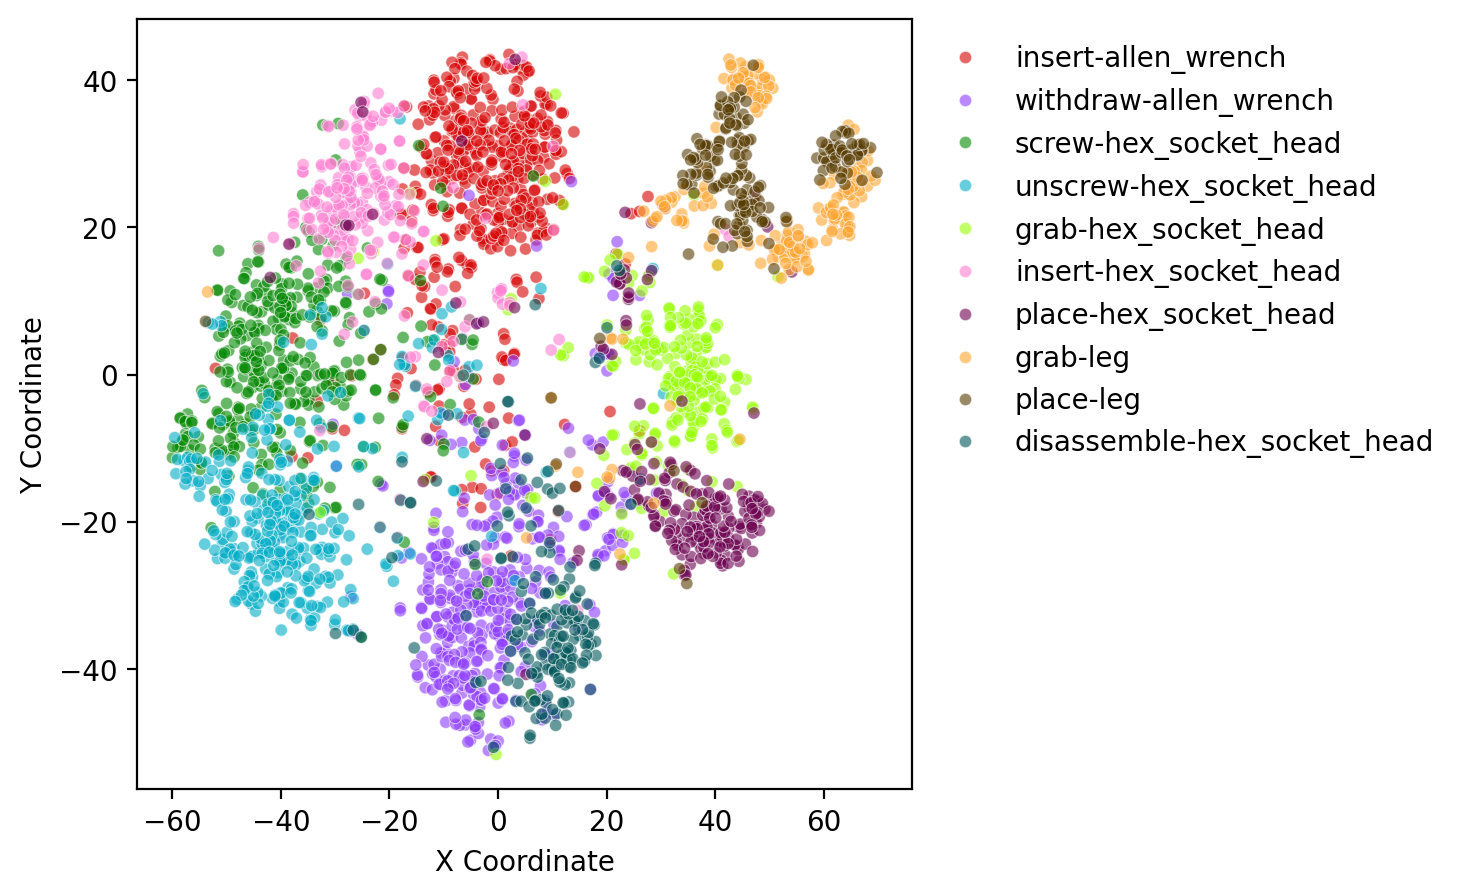 40
20
0
−20
−40
−60
−40
−20
0
20
40
60
X Coordinate
Y Coordinate
insert-allen_wrench
withdraw-allen_wrench
screw-hex_socket_head
unscrew-hex_socket_head
grab-hex_socket_head
insert-hex_socket_head
place-hex_socket_head
grab-leg
place-leg
disassemble-hex_socket_head